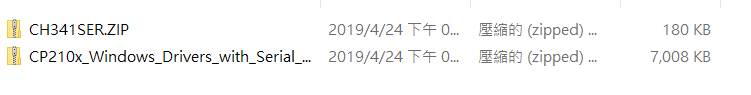 CH341SER.ZIP 2019/4/24 下午 0... 壓縮的 (zipped) ... 180 KB
CP210x_Windows_Drivers_with_Serial_... 2019/4/24 下午 0... 壓縮的 (zipped) ... 7,008 KB